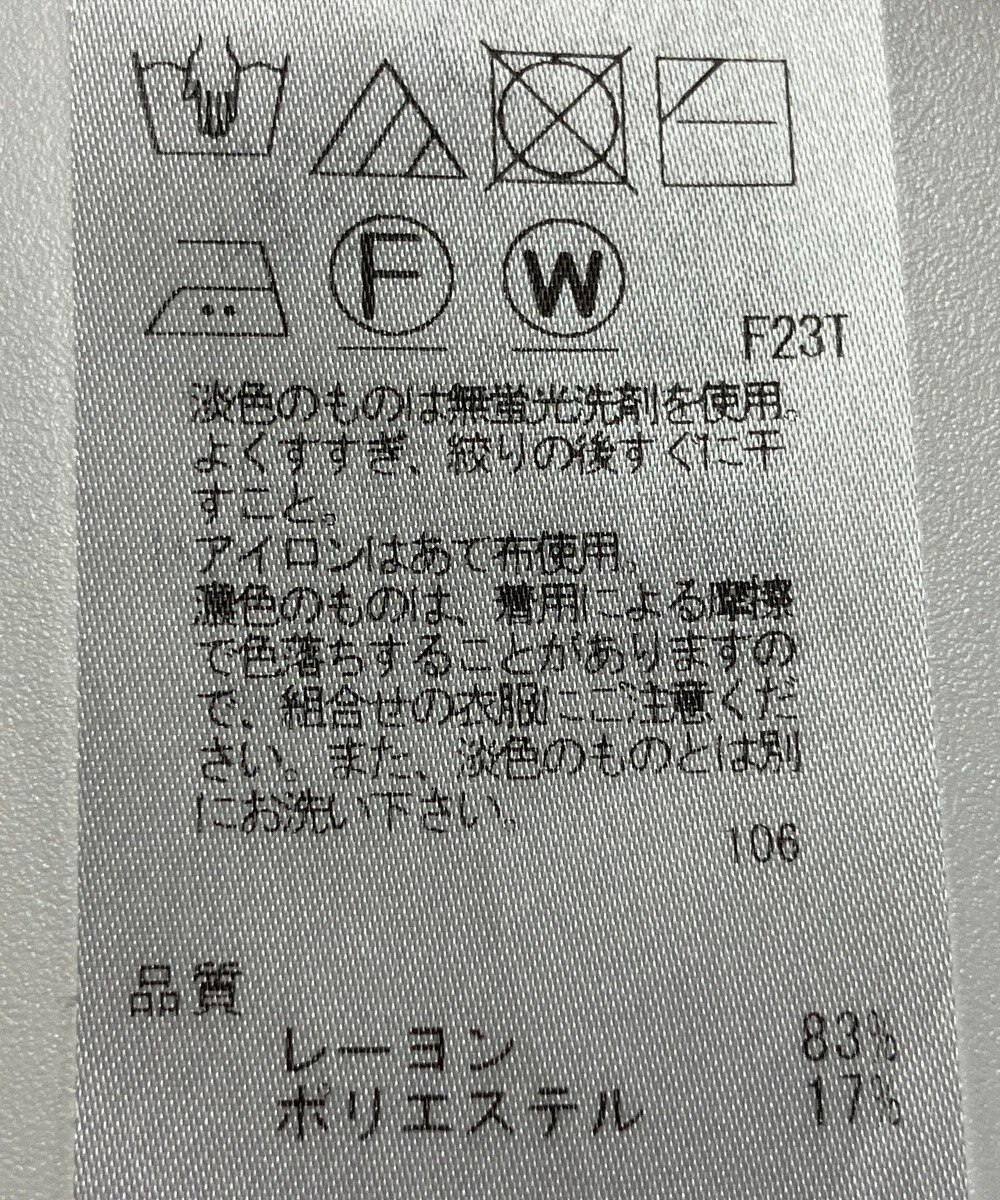 F W
F23T
淡色のものは無蛍光洗剤を使用。
よくすすぎ、絞りの後すぐに干
すこと。
アイロンはあて布使用。
濃色のものは、着用による摩擦
で色落ちすることがありますの
で、組合せの衣服にご注意くだ
さい。また、淡色のものとは別
にお洗い下さい。
106
品質
レーヨン 83%
ポリエステル 17%